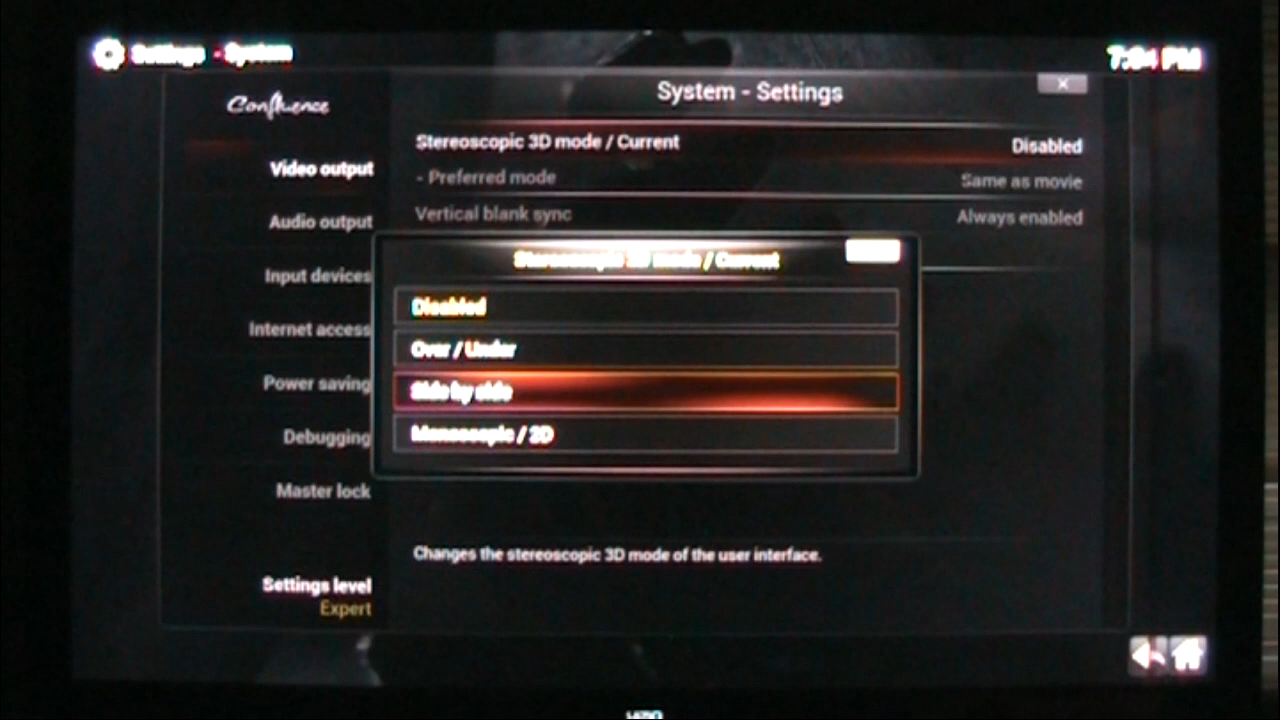 Settings - System
7:04 PM
Confluence
System - Settings
Video output
Audio output
Input devices
Internet access
Power saving
Debugging
Master lock
Settings level
Expert
Stereoscopic 3D mode / Current Disabled
- Preferred mode Same as movie
Vertical blank sync Always enabled
Stereoscopic 3D mode / Current
Disabled
Over / Under
Side by side
Monoscopic / 2D
Changes the stereoscopic 3D mode of the user interface.
VIZIO